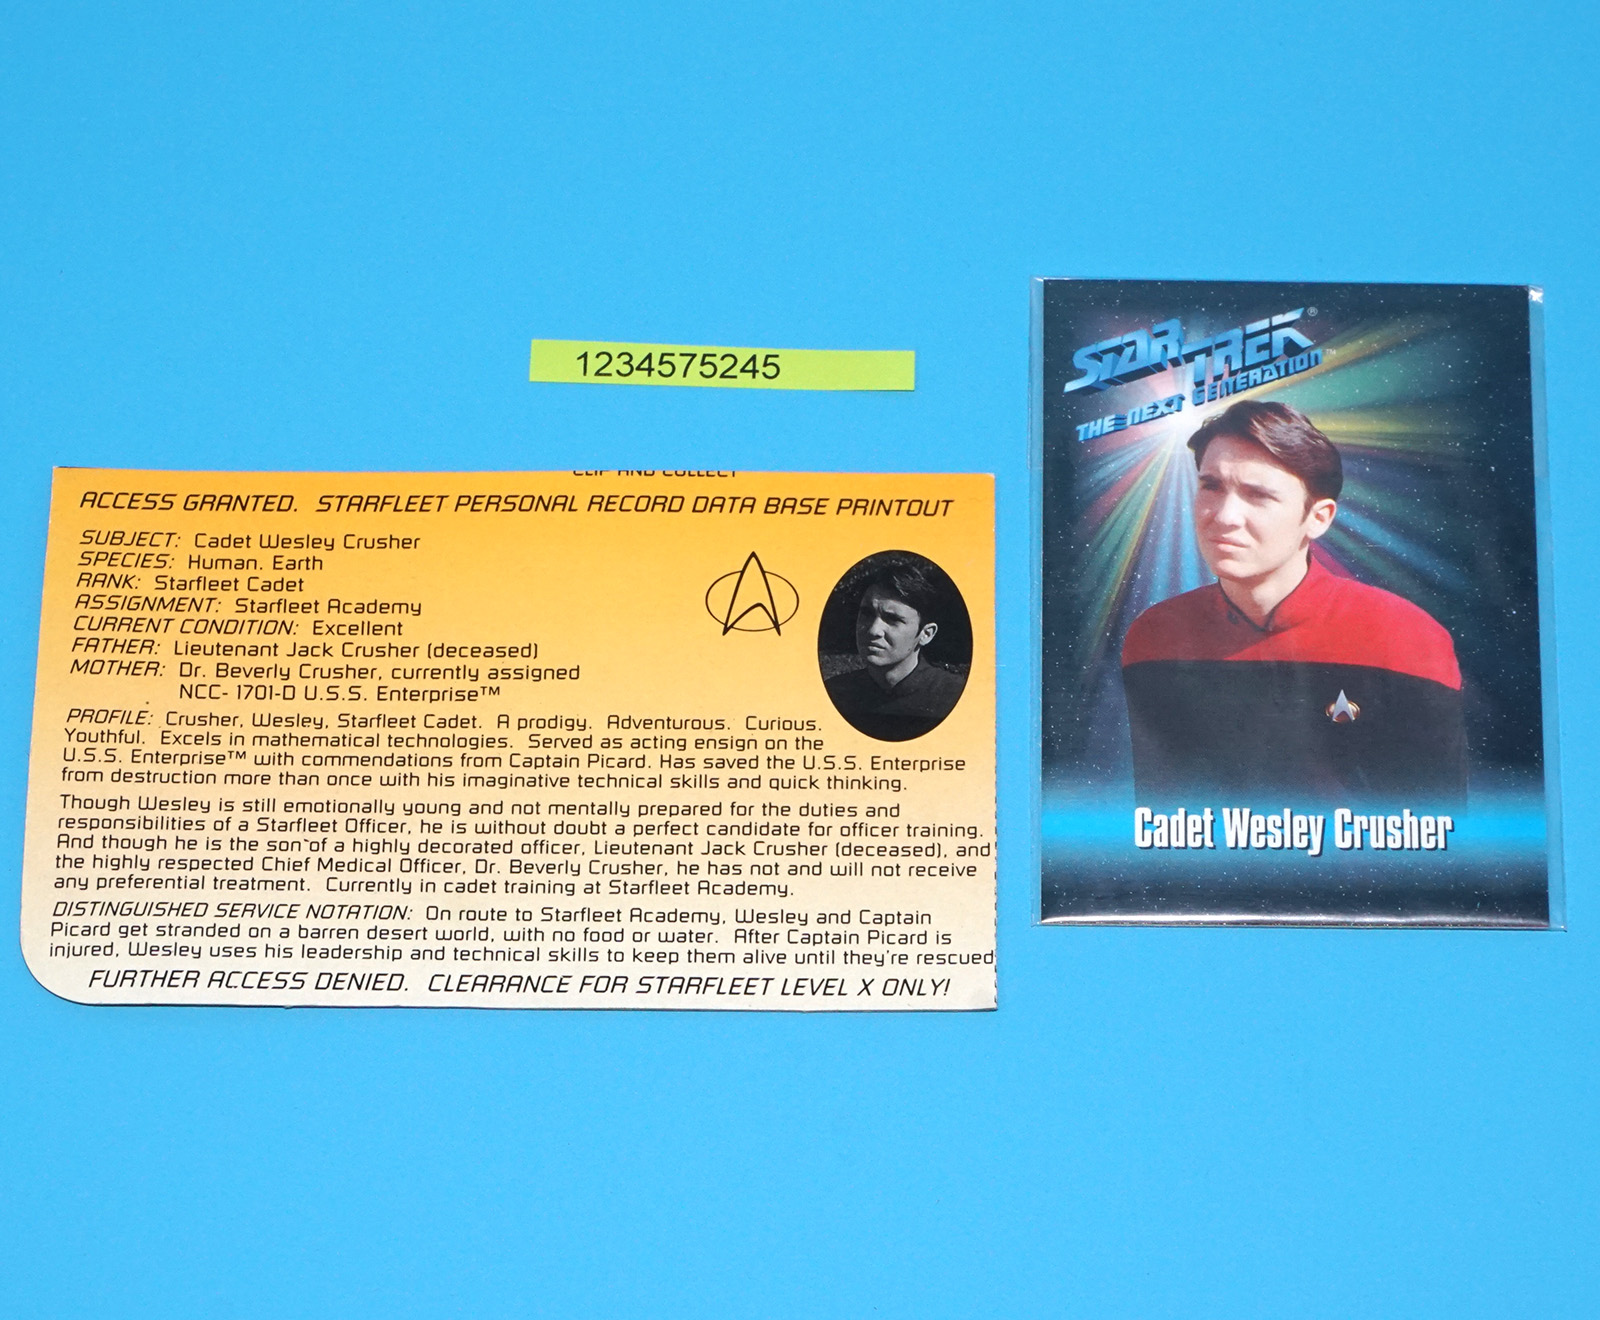 1234575245
CLIP AND COLLECT
ACCESS GRANTED. STARFLEET PERSONAL RECORD DATA BASE PRINTOUT
SUBJECT: Cadet Wesley Crusher
SPECIES: Human. Earth
RANK: Starfleet Cadet
ASSIGNMENT: Starfleet Academy
CURRENT CONDITION: Excellent
FATHER: Lieutenant Jack Crusher (deceased)
MOTHER: Dr. Beverly Crusher, currently assigned
NCC- 1701-D U.S.S. Enterprise™
PROFILE: Crusher, Wesley, Starfleet Cadet. A prodigy. Adventurous. Curious.
Youthful. Excels in mathematical technologies. Served as acting ensign on the
U.S.S. Enterprise™ with commendations from Captain Picard. Has saved the U.S.S. Enterprise
from destruction more than once with his imaginative technical skills and quick thinking.
Though Wesley is still emotionally young and not mentally prepared for the duties and
responsibilities of a Starfleet Officer, he is without doubt a perfect candidate for officer training.
And though he is the son of a highly decorated officer, Lieutenant Jack Crusher (deceased), and
the highly respected Chief Medical Officer, Dr. Beverly Crusher, he has not and will not receive
any preferential treatment. Currently in cadet training at Starfleet Academy.
DISTINGUISHED SERVICE NOTATION: On route to Starfleet Academy, Wesley and Captain
Picard get stranded on a barren desert world, with no food or water. After Captain Picard is
injured, Wesley uses his leadership and technical skills to keep them alive until they're rescued
FURTHER ACCESS DENIED. CLEARANCE FOR STARFLEET LEVEL X ONLY!
STAR TREK®
THE NEXT GENERATION™
Cadet Wesley Crusher